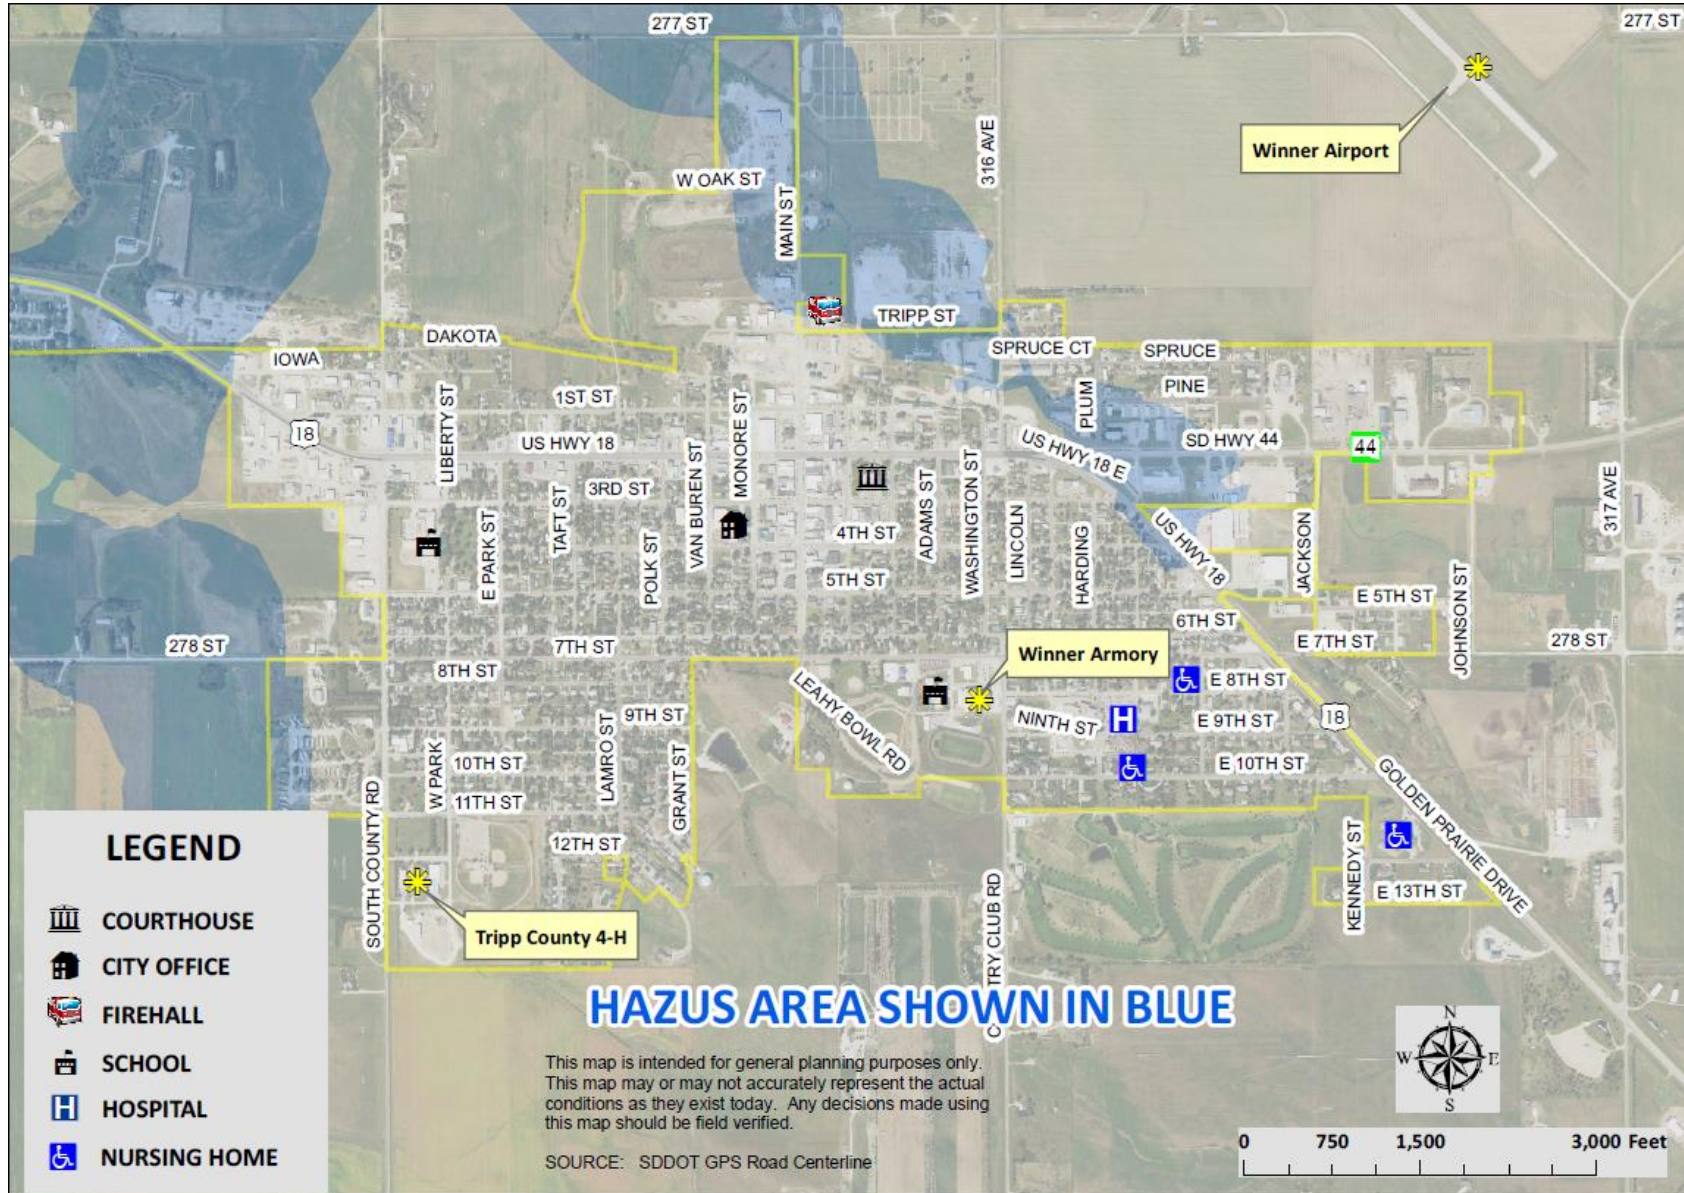 277 ST
277 ST
Winner Airport
316 AVE
W OAK ST
MAIN ST
TRIPP ST
DAKOTA
IOWA
SPRUCE CT
SPRUCE
PINE
PLUM
LIBERTY ST
1ST ST
MONORE ST
18
US HWY 18
US HWY 18 E
SD HWY 44
44
3RD ST
VAN BUREN ST
ADAMS ST
WASHINGTON ST
317 AVE
E PARK ST
TAFT ST
POLK ST
4TH ST
LINCOLN
HARDING
US HWY 18
JACKSON
5TH ST
E 5TH ST
JOHNSON ST
6TH ST
278 ST
7TH ST
E 7TH ST
278 ST
8TH ST
Winner Armory
E 8TH ST
LEAHY BOWL RD
9TH ST
NINTH ST
H
E 9TH ST
18
LAMRO ST
GRANT ST
W PARK
10TH ST
E 10TH ST
11TH ST
GOLDEN PRAIRIE DRIVE
SOUTH COUNTY RD
12TH ST
KENNEDY ST
E 13TH ST
Tripp County 4-H
C TRY CLUB RD
LEGEND
COURTHOUSE
CITY OFFICE
FIREHALL
SCHOOL
H HOSPITAL
NURSING HOME
HAZUS AREA SHOWN IN BLUE
This map is intended for general planning purposes only.
This map may or may not accurately represent the actual
conditions as they exist today.  Any decisions made using
this map should be field verified.
SOURCE:   SDDOT GPS Road Centerline
N
W E
S
0 750 1,500 3,000 Feet